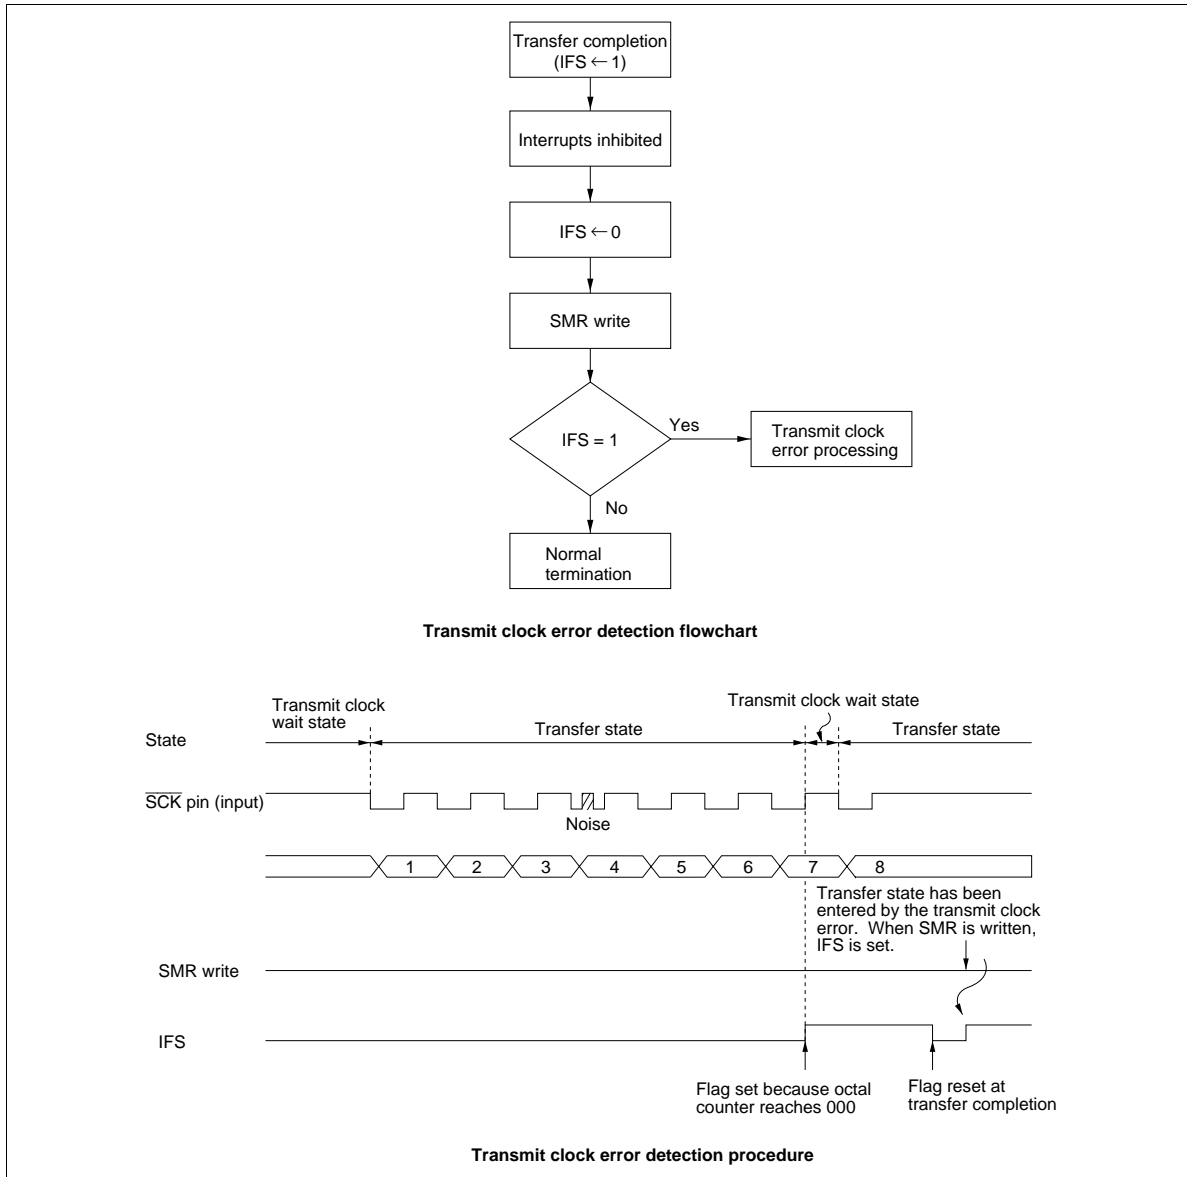 Transfer completion
(IFS ← 1)
Interrupts inhibited
IFS ← 0
SMR write
IFS = 1
Yes
Transmit clock
error processing
No
Normal
termination
Transmit clock error detection flowchart
Transmit clock
wait state
Transmit clock wait state
State
Transfer state
Transfer state
SCK pin (input)
Noise
1 2 3 4 5 6 7 8
Transfer state has been
entered by the transmit clock
error. When SMR is written,
IFS is set.
SMR write
IFS
Flag set because octal
counter reaches 000
Flag reset at
transfer completion
Transmit clock error detection procedure